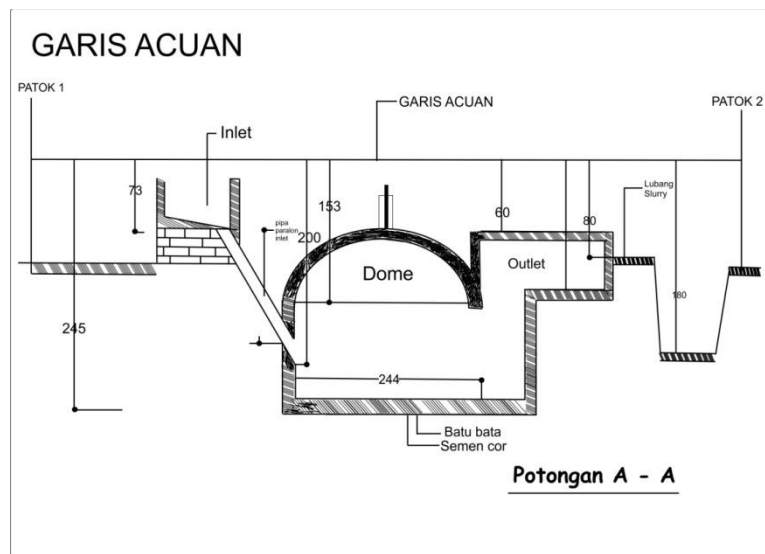 GARIS ACUAN
PATOK 1
GARIS ACUAN
PATOK 2
Inlet
73
153
60
80
Lubang
Slurry
pipa
paralon
inlet
200
Dome
Outlet
180
245
244
Batu bata
Semen cor
Potongan A - A